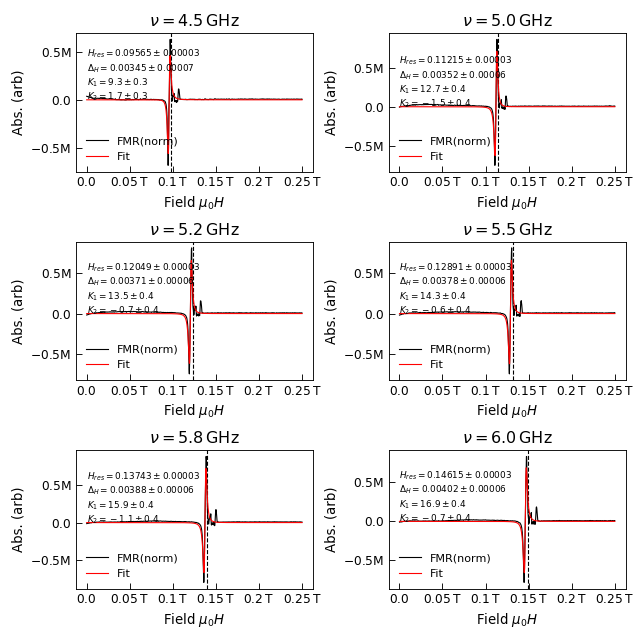 ν = 4.5 GHz
0.5M
0.0
−0.5M
Abs. (arb)
H_res = 0.09565 ± 0.00003
Δ_H = 0.00345 ± 0.00007
K_1 = 9.3 ± 0.3
K_2 = 1.7 ± 0.3
FMR(norm)
Fit
0.0 0.05 T 0.1 T 0.15 T 0.2 T 0.25 T
Field μ_0H
ν = 5.0 GHz
0.5M
0.0
−0.5M
Abs. (arb)
H_res = 0.11215 ± 0.00003
Δ_H = 0.00352 ± 0.00006
K_1 = 12.7 ± 0.4
K_2 = −1.5 ± 0.4
FMR(norm)
Fit
0.0 0.05 T 0.1 T 0.15 T 0.2 T 0.25 T
Field μ_0H
ν = 5.2 GHz
0.5M
0.0
−0.5M
Abs. (arb)
H_res = 0.12049 ± 0.00003
Δ_H = 0.00371 ± 0.00006
K_1 = 13.5 ± 0.4
K_2 = −0.7 ± 0.4
FMR(norm)
Fit
0.0 0.05 T 0.1 T 0.15 T 0.2 T 0.25 T
Field μ_0H
ν = 5.5 GHz
0.5M
0.0
−0.5M
Abs. (arb)
H_res = 0.12891 ± 0.00003
Δ_H = 0.00378 ± 0.00006
K_1 = 14.3 ± 0.4
K_2 = −0.6 ± 0.4
FMR(norm)
Fit
0.0 0.05 T 0.1 T 0.15 T 0.2 T 0.25 T
Field μ_0H
ν = 5.8 GHz
0.5M
0.0
−0.5M
Abs. (arb)
H_res = 0.13743 ± 0.00003
Δ_H = 0.00388 ± 0.00006
K_1 = 15.9 ± 0.4
K_2 = −1.1 ± 0.4
FMR(norm)
Fit
0.0 0.05 T 0.1 T 0.15 T 0.2 T 0.25 T
Field μ_0H
ν = 6.0 GHz
0.5M
0.0
−0.5M
Abs. (arb)
H_res = 0.14615 ± 0.00003
Δ_H = 0.00402 ± 0.00006
K_1 = 16.9 ± 0.4
K_2 = −0.7 ± 0.4
FMR(norm)
Fit
0.0 0.05 T 0.1 T 0.15 T 0.2 T 0.25 T
Field μ_0H